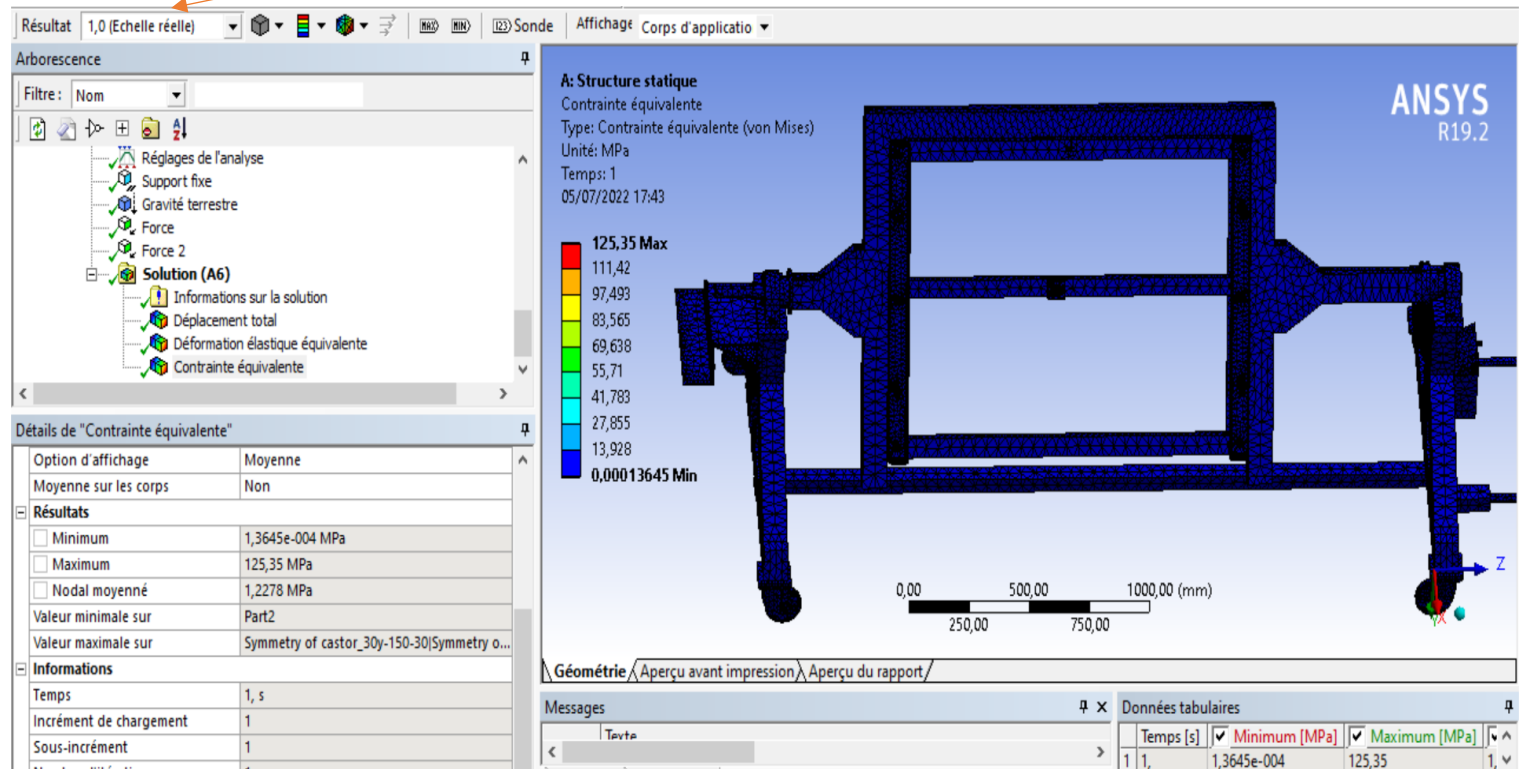 Résultat 1,0 (Echelle réelle) MAX MIN 123 Sonde Affichage Corps d'applicatio
Arborescence
Filtre : Nom
Réglages de l'analyse
Support fixe
Gravité terrestre
Force
Force 2
Solution (A6)
Informations sur la solution
Déplacement total
Déformation élastique équivalente
Contrainte équivalente
Détails de "Contrainte équivalente"
Option d'affichage Moyenne
Moyenne sur les corps Non
Résultats
Minimum 1,3645e-004 MPa
Maximum 125,35 MPa
Nodal moyenné 1,2278 MPa
Valeur minimale sur Part2
Valeur maximale sur Symmetry of castor_30y-150-30|Symmetry o...
Informations
Temps 1, s
Incrément de chargement 1
Sous-incrément 1
A: Structure statique
Contrainte équivalente
Type: Contrainte équivalente (von Mises)
Unité: MPa
Temps: 1
05/07/2022 17:43
125,35 Max
111,42
97,493
83,565
69,638
55,71
41,783
27,855
13,928
0,00013645 Min
ANSYS
R19.2
0,00 500,00 1000,00 (mm)
250,00 750,00
Z
X
Géométrie Aperçu avant impression Aperçu du rapport
Messages
Texte
Données tabulaires
Temps [s] Minimum [MPa] Maximum [MPa]
1 1, 1,3645e-004 125,35 1,